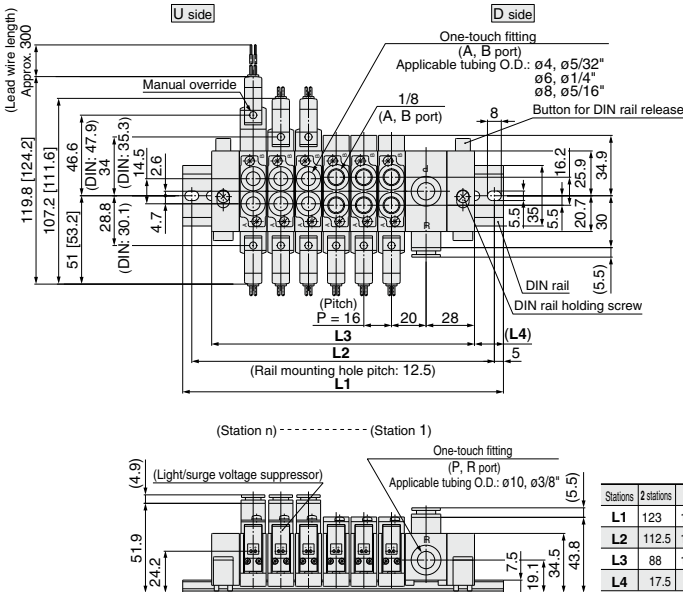 U side
D side
(Lead wire length)
Approx. 300
One-touch fitting
(A, B port)
Applicable tubing O.D.: ø4, ø5/32"
ø6, ø1/4"
ø8, ø5/16"
Manual override
1/8
(A, B port)
8
Button for DIN rail release
119.8 [124.2]
107.2 [111.6]
46.6
(DIN: 47.9)
34
(DIN: 35.3)
14.5
2.6
51 [53.2]
28.8
(DIN: 30.1)
4.7
16.2
25.9
34.9
5.5
35
5.5
20.7
30
(5.5)
B
A
P
R
DIN rail
DIN rail holding screw
(Pitch)
P = 16
20
28
L3
(L4)
L2
5
(Rail mounting hole pitch: 12.5)
L1
(Station n)
(Station 1)
One-touch fitting
(P, R port)
Applicable tubing O.D.: ø10, ø3/8"
(Light/surge voltage suppressor)
(4.9)
51.9
24.2
R
7.5
19.1
34.5
43.8
(5.5)
Stations 2 stations
L1 123
L2 112.5
L3 88
L4 17.5